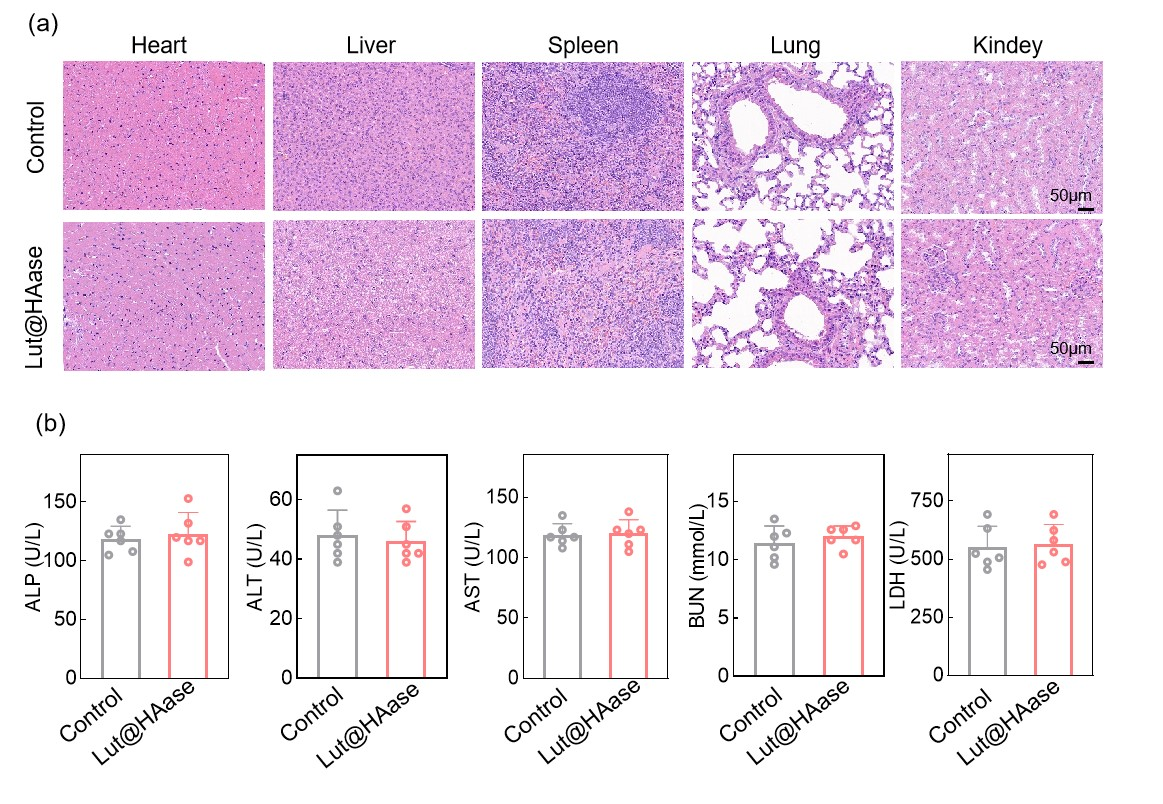 (a)
Heart Liver Spleen Lung Kindey
Control
50μm
Lut@HAase
50μm
(b)
ALP (U/L)
150
100
50
0
Control
Lut@HAase
ALT (U/L)
60
40
20
0
Control
Lut@HAase
AST (U/L)
150
100
50
0
Control
Lut@HAase
BUN (mmol/L)
15
10
5
0
Control
Lut@HAase
LDH (U/L)
750
500
250
0
Control
Lut@HAase